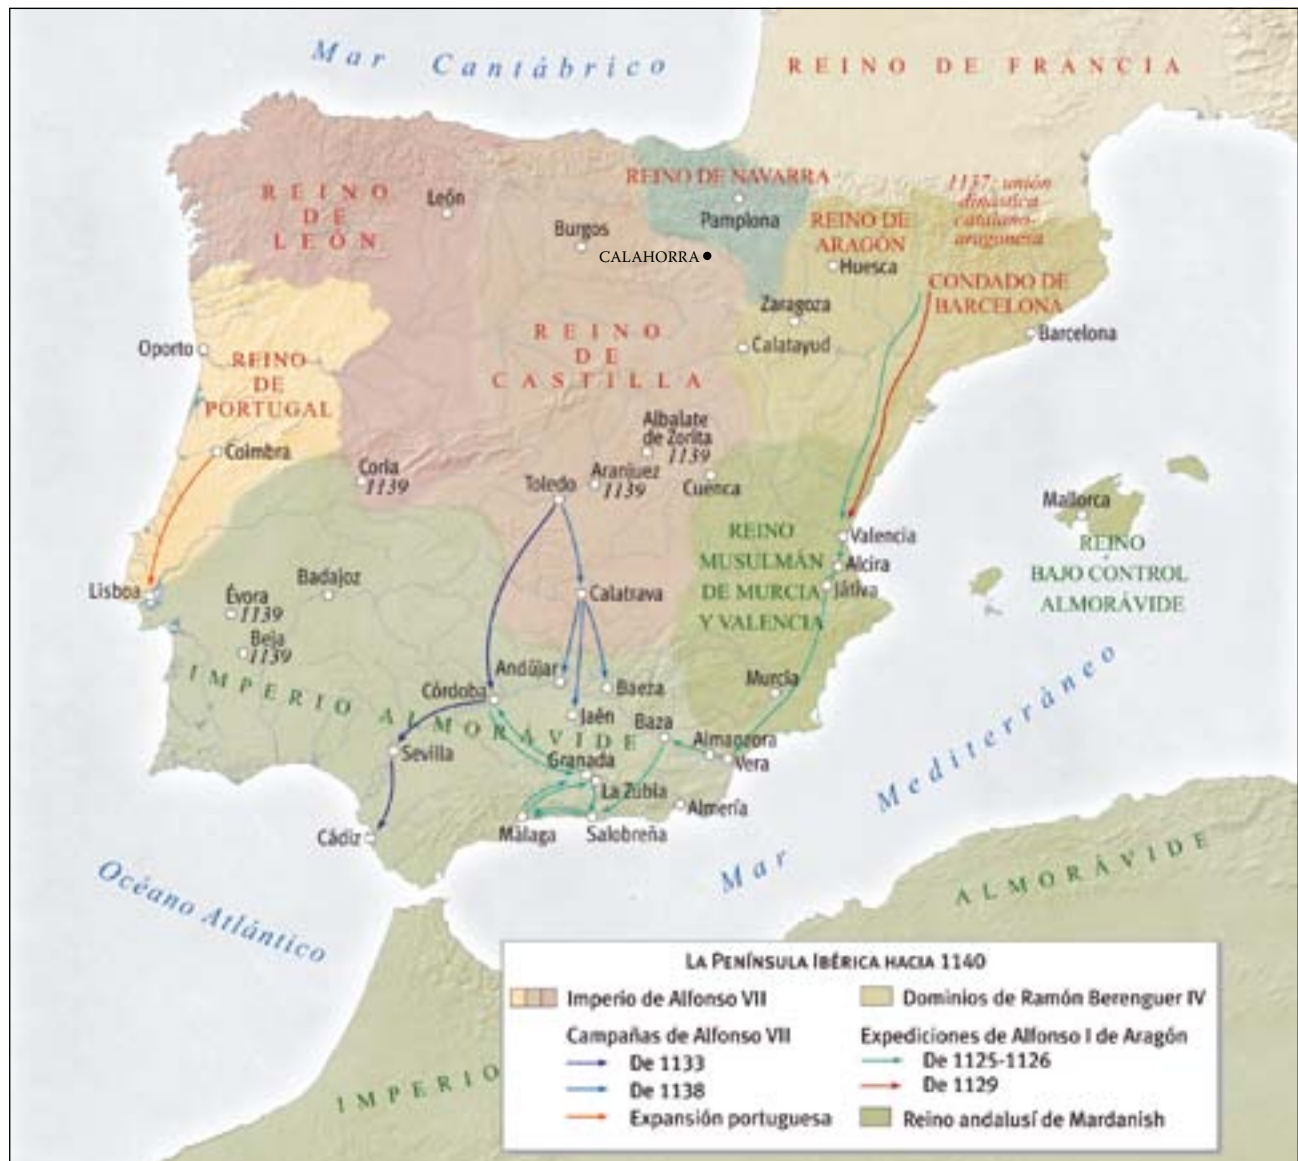 Mar Cantábrico
REINO DE FRANCIA
REINO
DE
LEÓN
León
REINO DE NAVARRA
Pamplona
1137: unión
dinástica
catalano-
aragonesa
Burgos
CALAHORRA
REINO DE
ARAGÓN
Huesca
CONDADO DE
BARCELONA
Zaragoza
Barcelona
Calatayud
REINO
DE
CASTILLA
Oporto
REINO
DE
PORTUGAL
Coimbra
Albalate
de Zorita
1139
Coria
1139
Aranjuez
1139
Toledo
Cuenca
Mallorca
REINO
BAJO CONTROL
ALMORÁVIDE
REINO
MUSULMÁN
DE MURCIA
Y VALENCIA
Valencia
Alcira
Játiva
Lisboa
Évora
1139
Badajoz
Beja
1139
Calatrava
IMPERIO ALMORÁVIDE
Andújar
Baeza
Murcia
Córdoba
Jaén
Baza
Almanzora
Vera
Sevilla
Granada
La Zubia
Almería
Cádiz
Málaga
Salobreña
Mar Mediterráneo
Océano Atlántico
IMPERIO
ALMORÁVIDE
LA PENÍNSULA IBÉRICA HACIA 1140
Imperio de Alfonso VII
Campañas de Alfonso VII
De 1133
De 1138
Expansión portuguesa
Dominios de Ramón Berenguer IV
Expediciones de Alfonso I de Aragón
De 1125-1126
De 1129
Reino andalusí de Mardanish